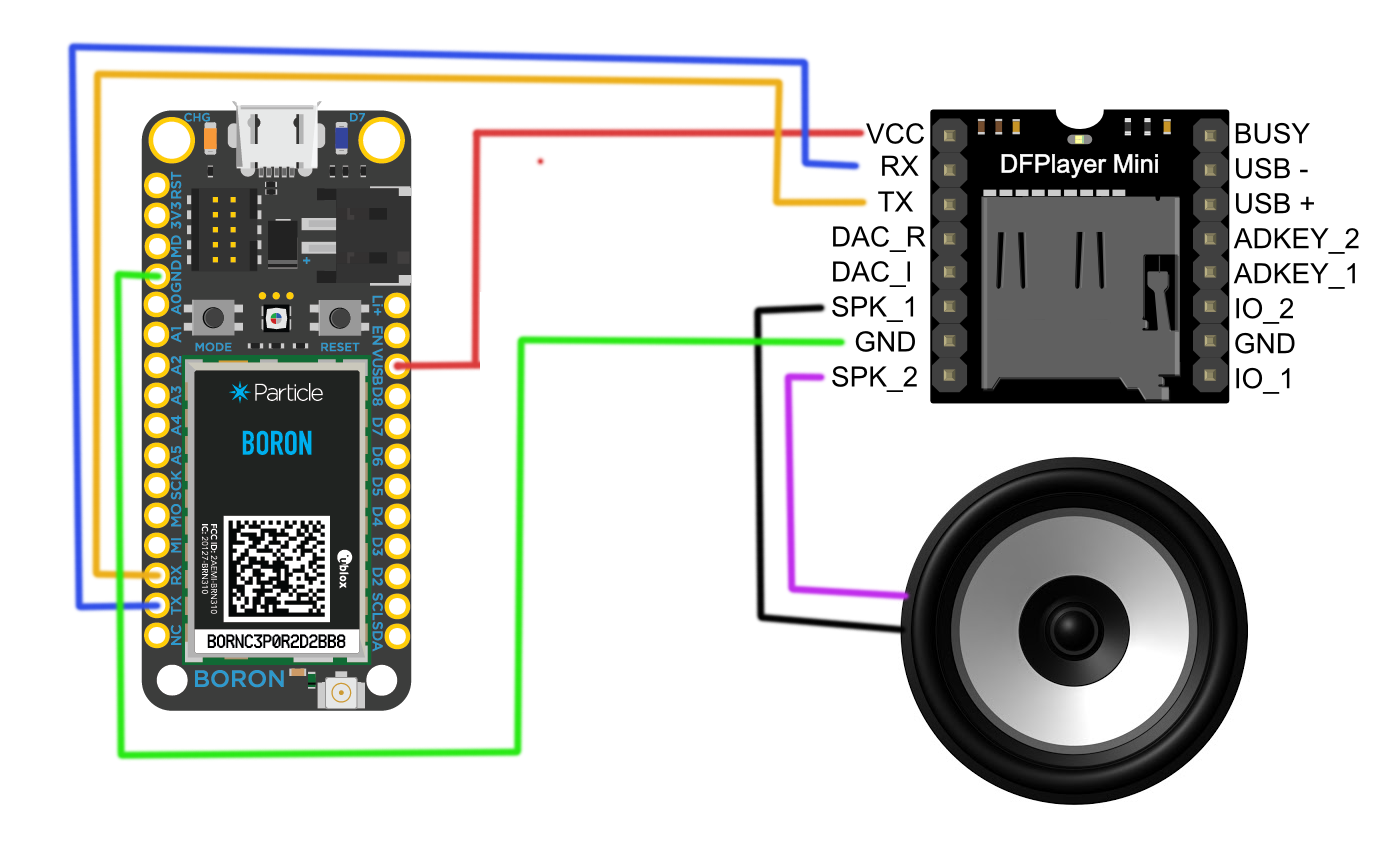 CHG
D7
RST
3V3
MD
GND
A0
A1
A2
A3
A4
A5
SCK
MO
MI
RX
TX
NC
+
Li+
EN
VUSB
D8
D7
D6
D5
D4
D3
D2
SCL
SDA
MODE
RESET
Particle
BORON
FCC ID: 2AEMI-BRN310
IC: 20127-BRN310
ublox
B0RNC3P0R2D2BB8
BORON
VCC
RX
TX
DAC_R
DAC_I
SPK_1
GND
SPK_2
DFPlayer Mini
BUSY
USB -
USB +
ADKEY_2
ADKEY_1
IO_2
GND
IO_1